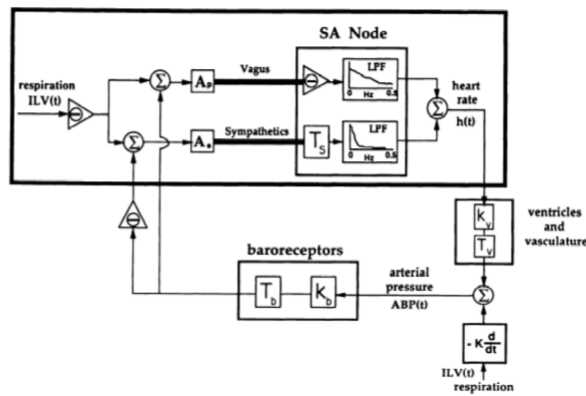 SA Node
respiration
ILV(t)
⊖
Σ
A_p
Vagus
⊖
LPF
0 Hz 0.5
Σ
A_s
Sympathetics
T_S
LPF
0 Hz 0.5
Σ
heart
rate
h(t)
⊖
K_v
T_v
ventricles
and
vasculature
baroreceptors
T_b
K_b
arterial
pressure
ABP(t)
Σ
- K d/dt
ILV(t)
respiration